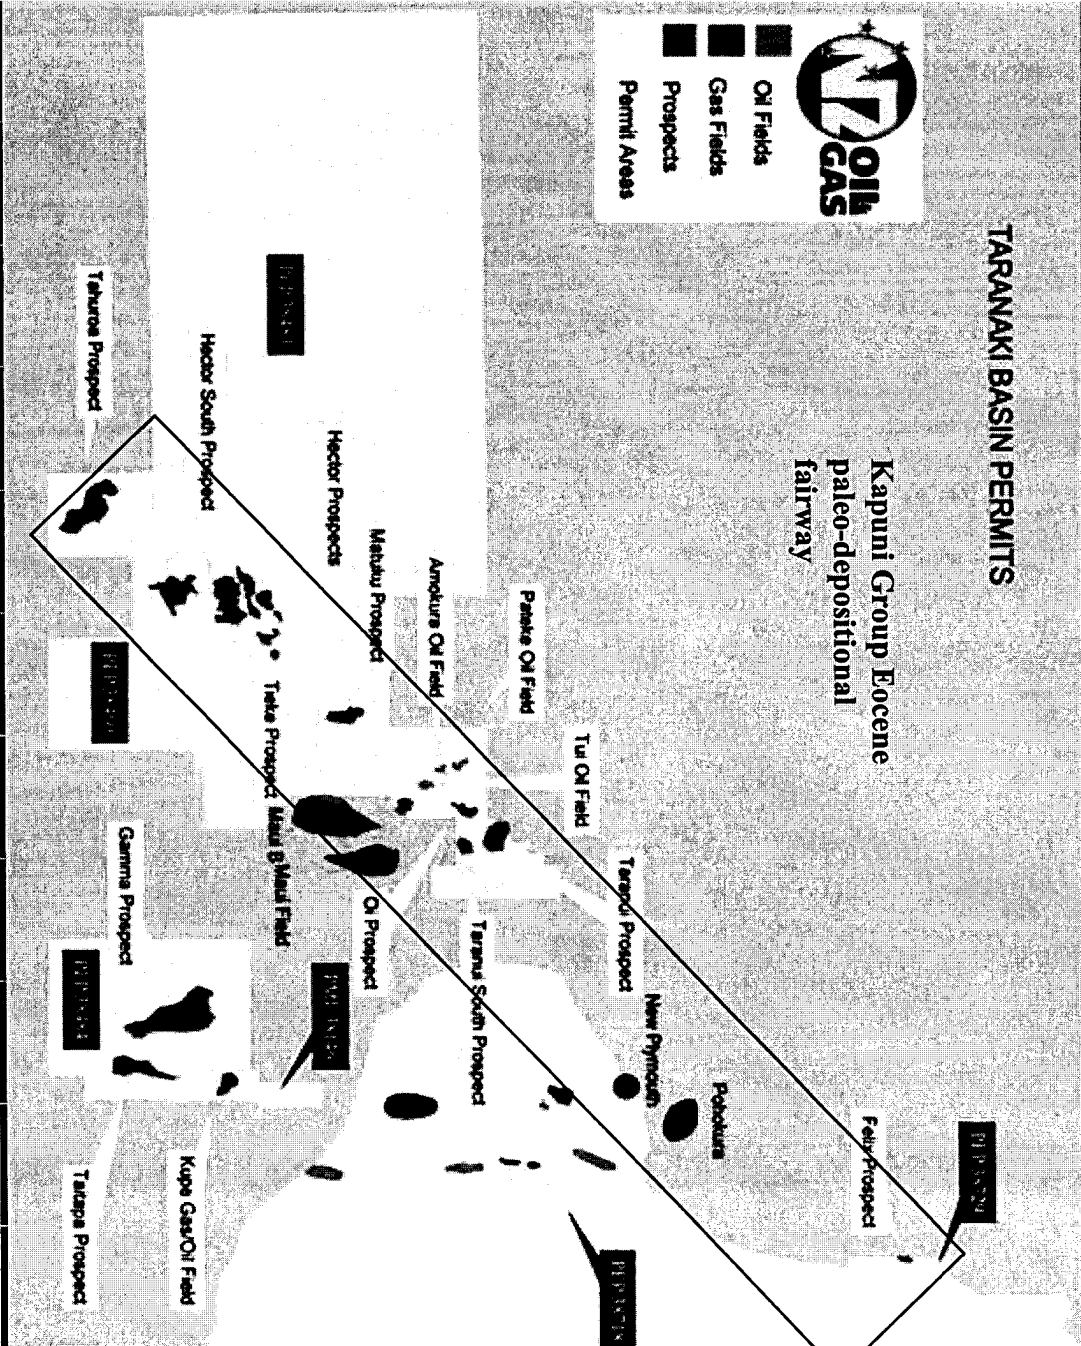 TARANAKI BASIN PERMITS
NZ OIL
GAS
Oil Fields
Gas Fields
Prospects
Permit Areas
Kapuni Group Eocene
paleo-depositional
fairway
Felix Prospect
Pohokura
New Plymouth
Tarapui Prospect
Tui Oil Field
Pateke Oil Field
Amokura Oil Field
Matuku Prospect
Hector Prospects
Hector South Prospect
Tahuroa Prospect
Taranui South Prospect
Oi Prospect
Tieke Prospect
Maui B
Maui Field
Gamma Prospect
Kupe Gas/Oil Field
Prospect